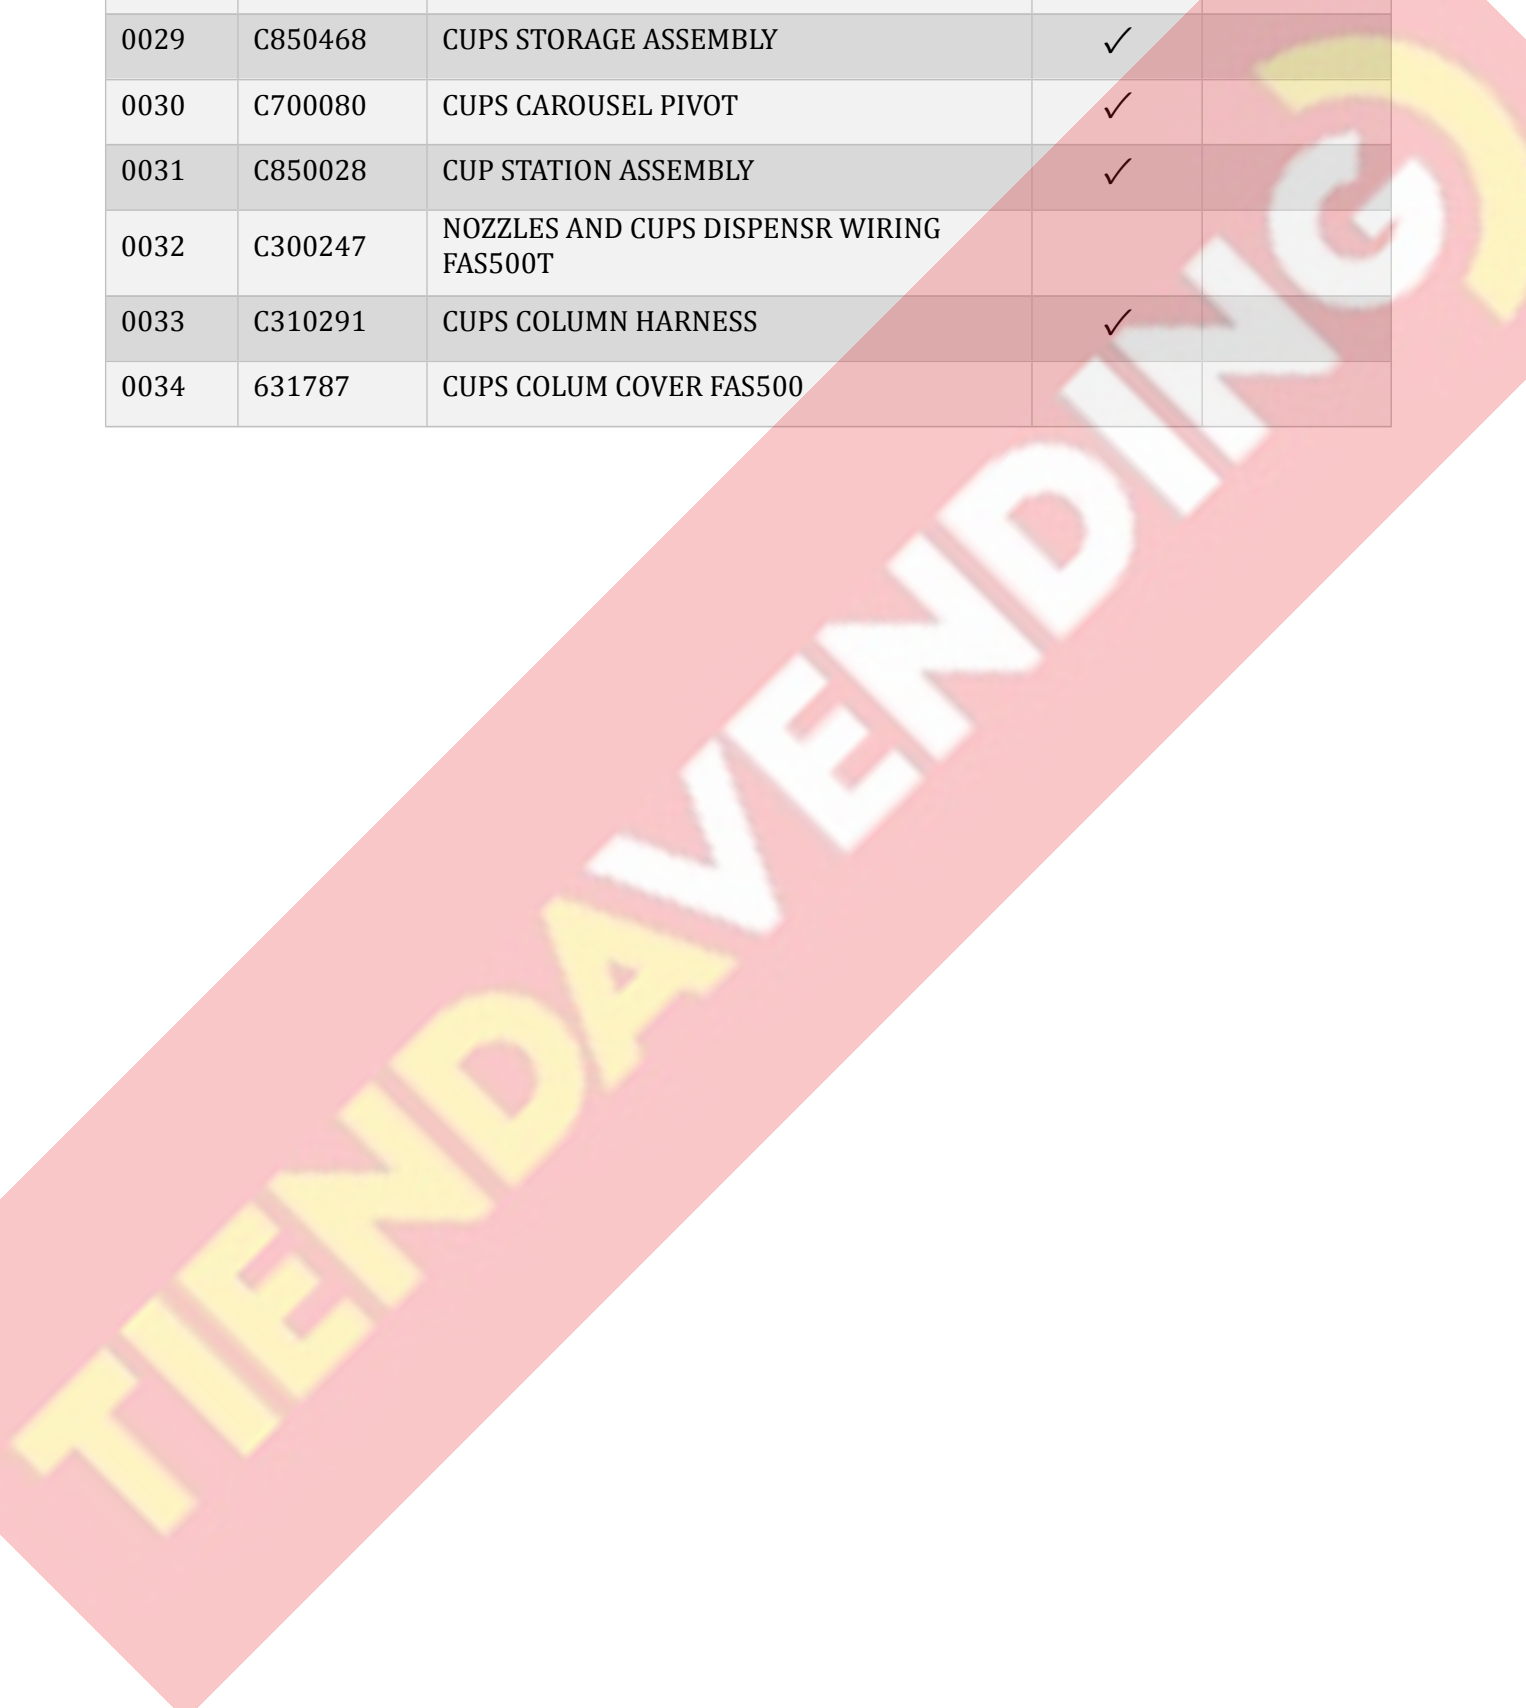 0029 C850468 CUPS STORAGE ASSEMBLY ✓
0030 C700080 CUPS CAROUSEL PIVOT ✓
0031 C850028 CUP STATION ASSEMBLY ✓
0032 C300247 NOZZLES AND CUPS DISPENSR WIRING
FAS500T
0033 C310291 CUPS COLUMN HARNESS ✓
0034 631787 CUPS COLUM COVER FAS500
TIENDAVENDING